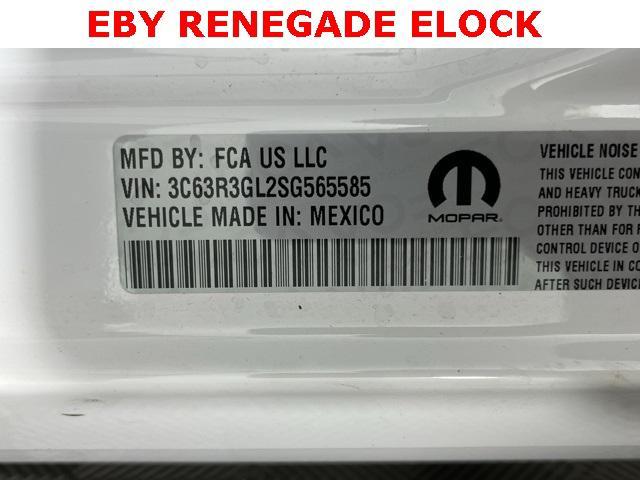 EBY RENEGADE ELOCK
MFD BY: FCA US LLC
VIN: 3C63R3GL2SG565585
VEHICLE MADE IN: MEXICO
MOPAR
VEHICLE NOISE
THIS VEHICLE CON
AND HEAVY TRUCK
PROHIBITED BY TH
OTHER THAN FOR
CONTROL DEVICE O
THIS VEHICLE IN CO
AFTER SUCH DEVIC